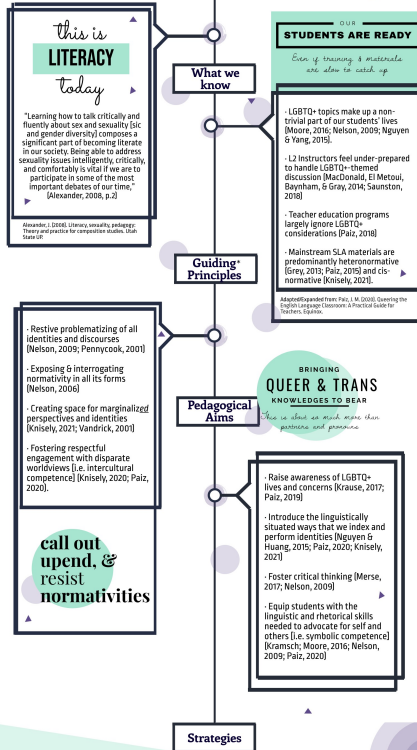 this is
LITERACY
today
"Learning how to talk critically and
fluently about sex and sexuality [sic
and gender diversity] composes a
significant part of becoming literate
in our society. Being able to address
sexuality issues intelligently, critically,
and comfortably is vital if we are to
participate in some of the most
important debates of our time,"
(Alexander, 2008, p.2)
Alexander, J. (2008). Literacy, sexuality, pedagogy:
Theory and practice for composition studies. Utah
State UP.
What we
know
OUR
STUDENTS ARE READY
Even if training & materials
are slow to catch up
· LGBTQ+ topics make up a non-
trivial part of our students' lives
(Moore, 2016; Nelson, 2009; Nguyen
& Yang, 2015).
· L2 Instructors feel under-prepared
to handle LGBTQ+-themed
discussion (MacDonald, El Metoui,
Baynham, & Gray, 2014; Saunston,
2018)
· Teacher education programs
largely ignore LGBTQ+
considerations (Paiz, 2018)
· Mainstream SLA materials are
predominantly heteronormative
(Grey, 2013; Paiz, 2015) and cis-
normative (Knisely, 2021).
Adapted/Expanded from: Paiz, J. M. (2020). Queering the
English Language Classroom: A Practical Guide for
Teachers. Equinox.
Guiding*
Principles
· Restive problematizing of all
identities and discourses
(Nelson, 2009; Pennycook, 2001)
· Exposing & interrogating
normativity in all its forms
(Nelson, 2006)
· Creating space for marginalized
perspectives and identities
(Knisely, 2021; Vandrick, 2001)
· Fostering respectful
engagement with disparate
worldviews [i.e. intercultural
competence] (Knisely, 2020; Paiz,
2020).
call out
upend, &
resist
normativities
Pedagogical
Aims
BRINGING
QUEER & TRANS
KNOWLEDGES TO BEAR
This is about so much more than
partners and pronouns
· Raise awareness of LGBTQ+
lives and concerns (Krause, 2017;
Paiz, 2019)
· Introduce the linguistically
situated ways that we index and
perform identities (Nguyen &
Huang, 2015; Paiz, 2020; Knisely,
2021)
· Foster critical thinking (Merse,
2017; Nelson, 2009)
· Equip students with the
linguistic and rhetorical skills
needed to advocate for self and
others [i.e. symbolic competence]
(Kramsch; Moore, 2016; Nelson,
2009; Paiz, 2020)
Strategies